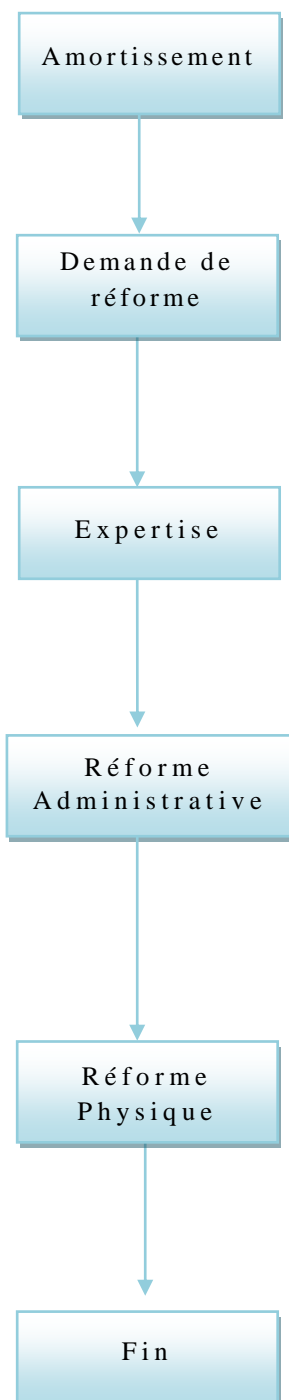 Amortissement
Demande de
réforme
Expertise
Réforme
Administrative
Réforme
Physique
Fin